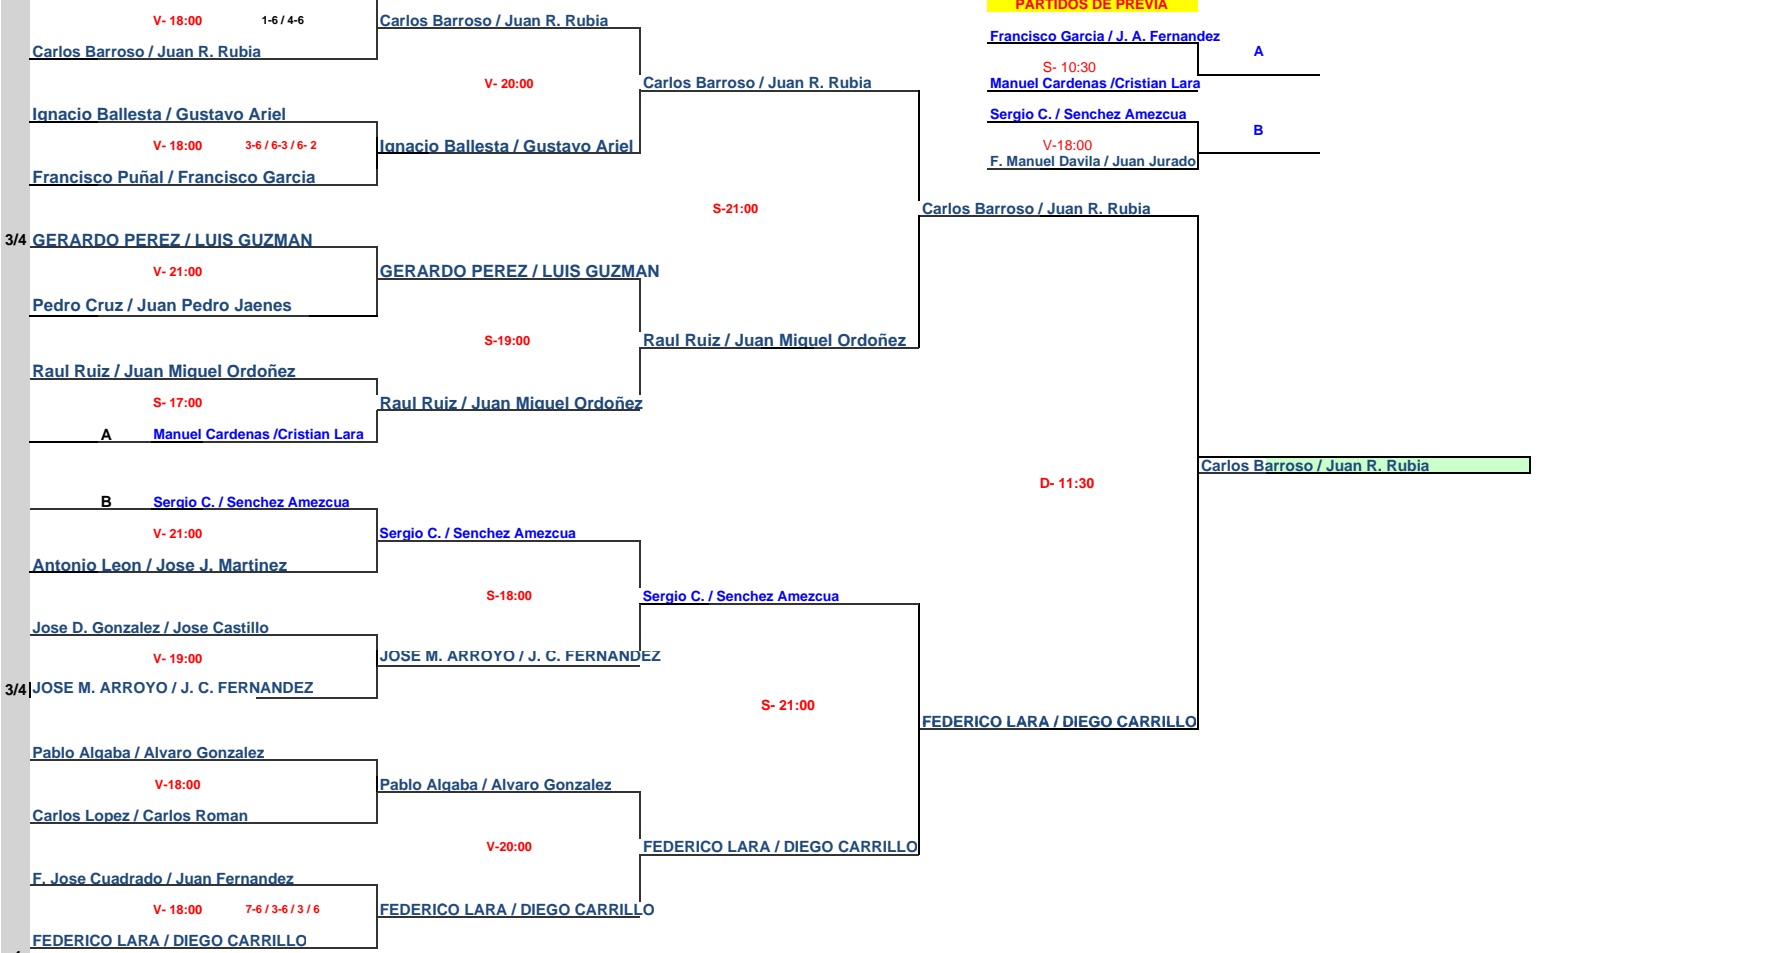 PARTIDOS DE PREVIA
V- 18:00 1-6 / 4-6 Carlos Barroso / Juan R. Rubia
Francisco Garcia / J. A. Fernandez
Carlos Barroso / Juan R. Rubia A
S- 10:30
V- 20:00 Carlos Barroso / Juan R. Rubia Manuel Cardenas /Cristian Lara
Ignacio Ballesta / Gustavo Ariel Sergio C. / Senchez Amezcua
B
V- 18:00 3-6 / 6-3 / 6- 2 Ignacio Ballesta / Gustavo Ariel V-18:00
F. Manuel Davila / Juan Jurado
Francisco Puñal / Francisco Garcia
S-21:00 Carlos Barroso / Juan R. Rubia
3/4 GERARDO PEREZ / LUIS GUZMAN
V- 21:00 GERARDO PEREZ / LUIS GUZMAN
Pedro Cruz / Juan Pedro Jaenes
S-19:00 Raul Ruiz / Juan Miguel Ordoñez
Raul Ruiz / Juan Miguel Ordoñez
S- 17:00 Raul Ruiz / Juan Miguel Ordoñez
A Manuel Cardenas /Cristian Lara
Carlos Barroso / Juan R. Rubia
D- 11:30
B Sergio C. / Senchez Amezcua
V- 21:00 Sergio C. / Senchez Amezcua
Antonio Leon / Jose J. Martinez
S-18:00 Sergio C. / Senchez Amezcua
Jose D. Gonzalez / Jose Castillo
V- 19:00 JOSE M. ARROYO / J. C. FERNANDEZ
3/4 JOSE M. ARROYO / J. C. FERNANDEZ
S- 21:00
FEDERICO LARA / DIEGO CARRILLO
Pablo Algaba / Alvaro Gonzalez
V-18:00 Pablo Algaba / Alvaro Gonzalez
Carlos Lopez / Carlos Roman
V-20:00 FEDERICO LARA / DIEGO CARRILLO
F. Jose Cuadrado / Juan Fernandez
V- 18:00 7-6 / 3-6 / 3 / 6 FEDERICO LARA / DIEGO CARRILLO
FEDERICO LARA / DIEGO CARRILLO